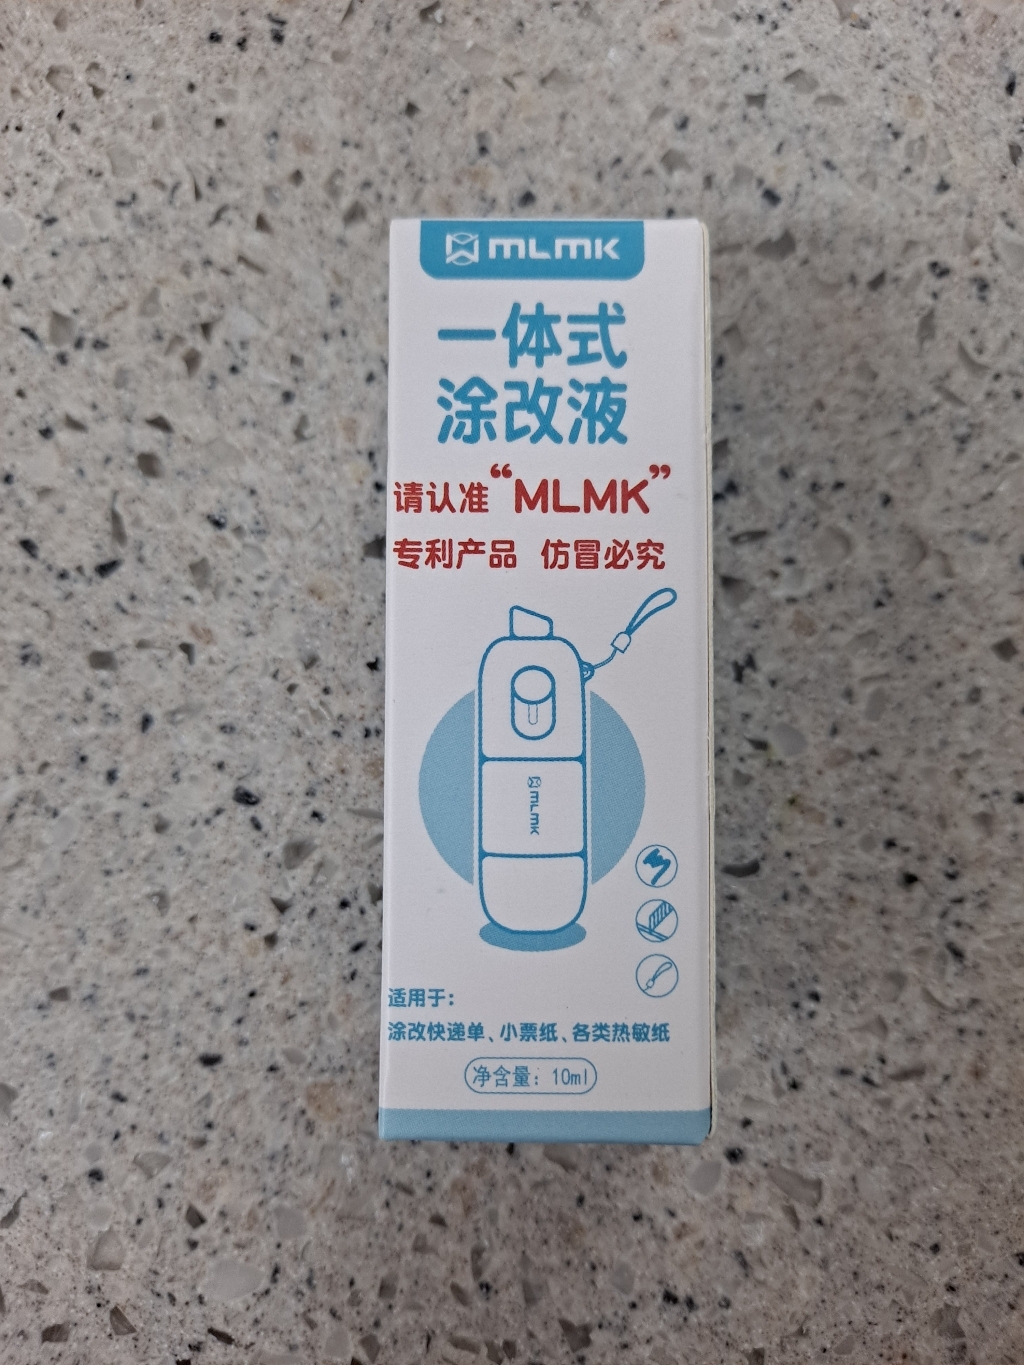 MLMK
一体式
涂改液
请认准“MLMK”
专利产品 仿冒必究
MLMK
适用于：
涂改快递单、小票纸、各类热敏纸
净含量：10ml